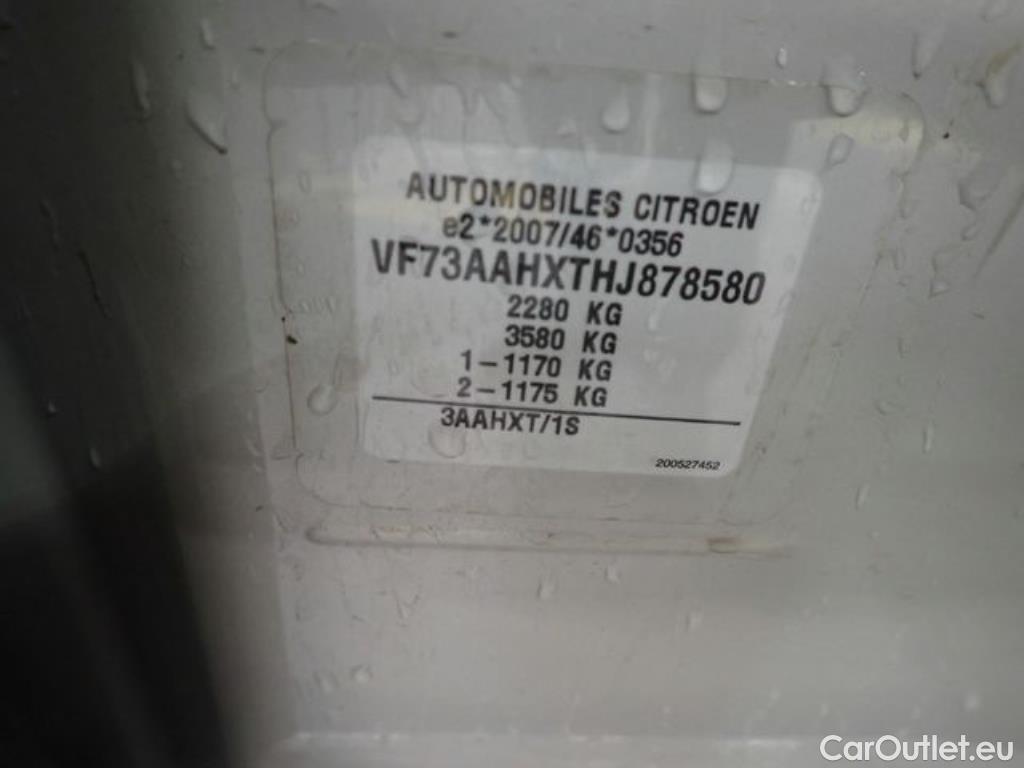 AUTOMOBILES CITROEN
e2*2007/46*0356
VF73AAHXTHJ878580
2280 KG
3580 KG
1-1170 KG
2-1175 KG
3AAHXT/1S
200527452
CarOutlet.eu